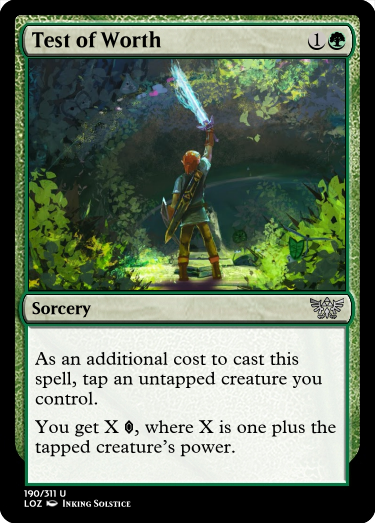 Test of Worth 1
Sorcery
As an additional cost to cast this
spell, tap an untapped creature you
control.
You get X , where X is one plus the
tapped creature's power.
190/311 U
LOZ Inking Solstice